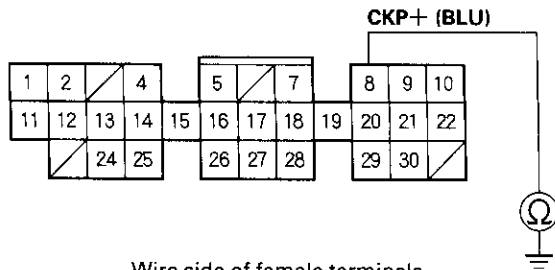 CKP+ (BLU)
1 2 4 5 7 8 9 10
11 12 13 14 15 16 17 18 19 20 21 22
24 25 26 27 28 29 30
Ω
Wire side of female terminals